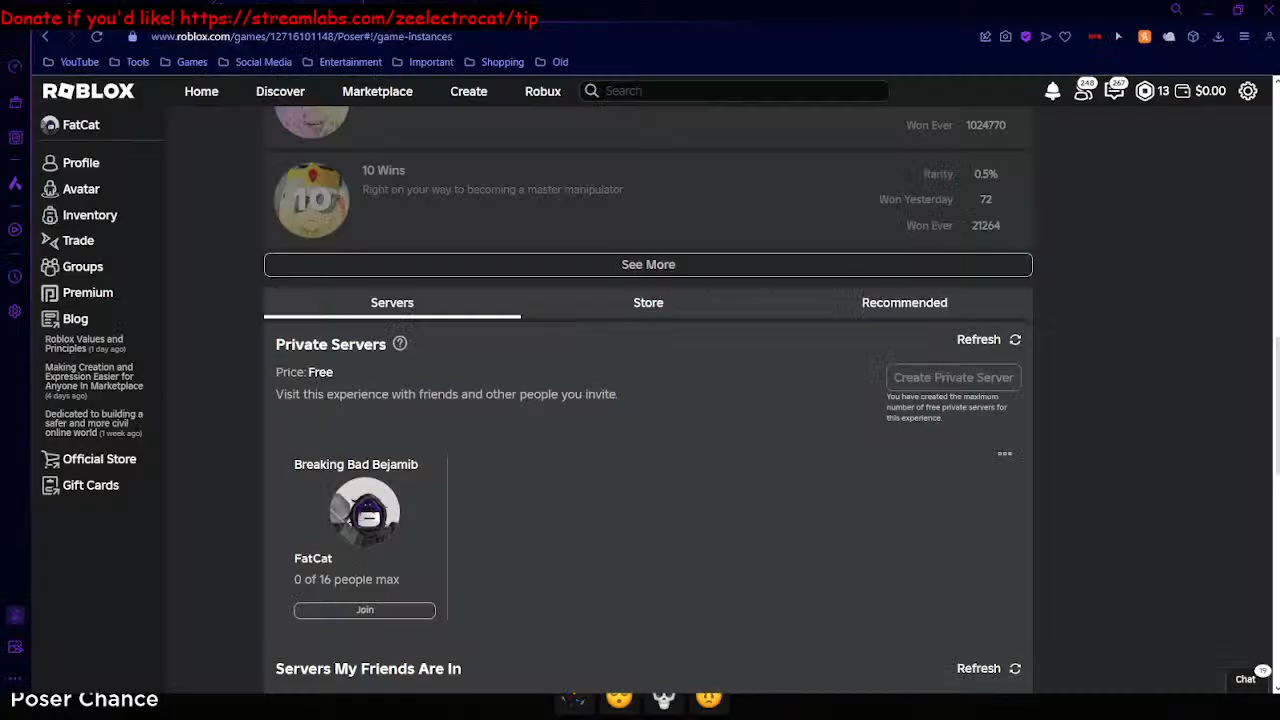 Donate if you'd like! https://streamlabs.com/zeelectrocat/tip
www.roblox.com/games/12716101148/Poser#!/game-instances
YouTube Tools Games Social Media Entertainment Important Shopping Old
ROBLOX Home Discover Marketplace Create Robux Search 248 267 13 $0.00
FatCat
Profile
Avatar
Inventory
Trade
Groups
Premium
Blog
Roblox Values and
Principles (1 day ago)
Making Creation and
Expression Easier for
Anyone In Marketplace
(4 days ago)
Dedicated to building a
safer and more civil
online world (1 week ago)
Official Store
Gift Cards
Won Ever 1024770
10
10 Wins
Right on your way to becoming a master manipulator
Rarity 0.5%
Won Yesterday 72
Won Ever 21264
See More
Servers Store Recommended
Private Servers ?
Refresh
Price: Free
Visit this experience with friends and other people you invite.
Create Private Server
You have created the maximum
number of free private servers for
this experience.
Breaking Bad Bejamib
FatCat
0 of 16 people max
Join
Servers My Friends Are In
Refresh
Chat 19
Poser Chance